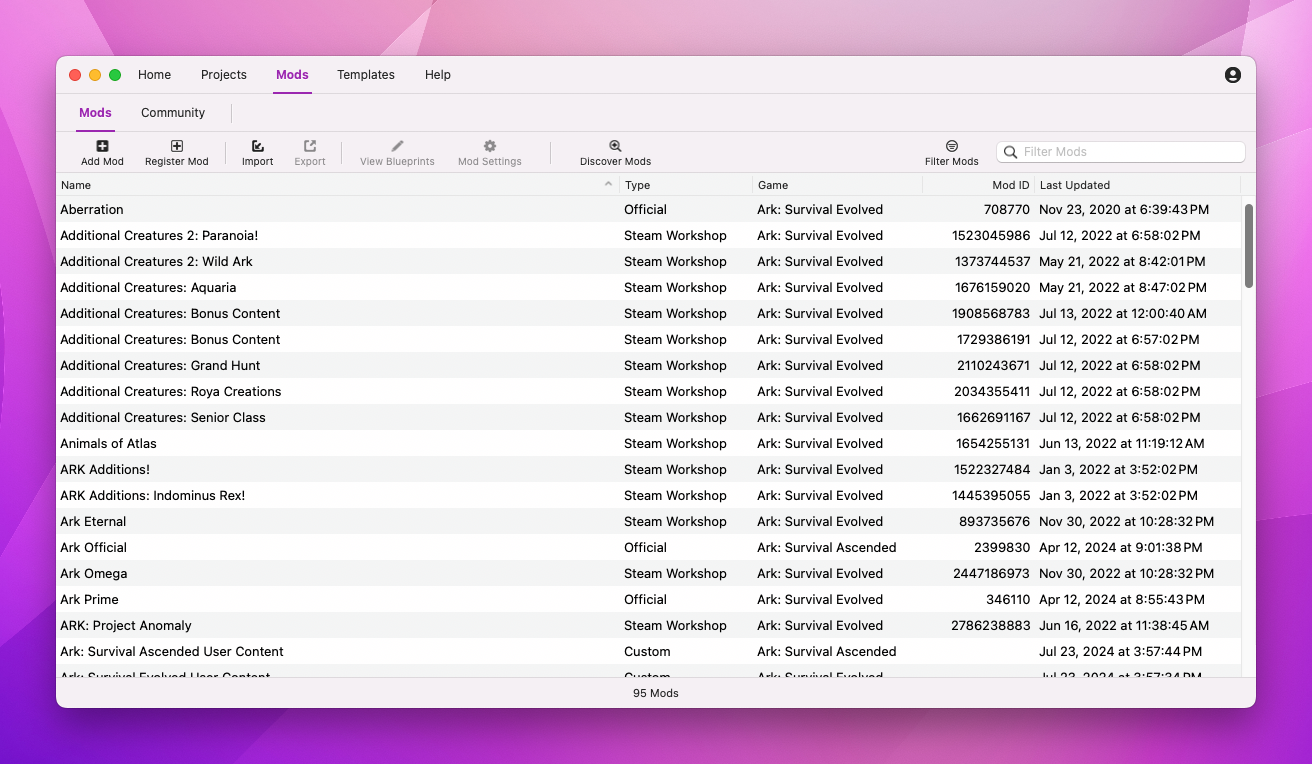 Home Projects Mods Templates Help
Mods Community
Add Mod Register Mod Import Export View Blueprints Mod Settings Discover Mods Filter Mods Filter Mods
Name Type Game Mod ID Last Updated
Aberration Official Ark: Survival Evolved 708770 Nov 23, 2020 at 6:39:43 PM
Additional Creatures 2: Paranoia! Steam Workshop Ark: Survival Evolved 1523045986 Jul 12, 2022 at 6:58:02 PM
Additional Creatures 2: Wild Ark Steam Workshop Ark: Survival Evolved 1373744537 May 21, 2022 at 8:42:01 PM
Additional Creatures: Aquaria Steam Workshop Ark: Survival Evolved 1676159020 May 21, 2022 at 8:47:02 PM
Additional Creatures: Bonus Content Steam Workshop Ark: Survival Evolved 1908568783 Jul 13, 2022 at 12:00:40 AM
Additional Creatures: Bonus Content Steam Workshop Ark: Survival Evolved 1729386191 Jul 12, 2022 at 6:57:02 PM
Additional Creatures: Grand Hunt Steam Workshop Ark: Survival Evolved 2110243671 Jul 12, 2022 at 6:58:02 PM
Additional Creatures: Roya Creations Steam Workshop Ark: Survival Evolved 2034355411 Jul 12, 2022 at 6:58:02 PM
Additional Creatures: Senior Class Steam Workshop Ark: Survival Evolved 1662691167 Jul 12, 2022 at 6:58:02 PM
Animals of Atlas Steam Workshop Ark: Survival Evolved 1654255131 Jun 13, 2022 at 11:19:12 AM
ARK Additions! Steam Workshop Ark: Survival Evolved 1522327484 Jan 3, 2022 at 3:52:02 PM
ARK Additions: Indominus Rex! Steam Workshop Ark: Survival Evolved 1445395055 Jan 3, 2022 at 3:52:02 PM
Ark Eternal Steam Workshop Ark: Survival Evolved 893735676 Nov 30, 2022 at 10:28:32 PM
Ark Official Official Ark: Survival Ascended 2399830 Apr 12, 2024 at 9:01:38 PM
Ark Omega Steam Workshop Ark: Survival Evolved 2447186973 Nov 30, 2022 at 10:28:32 PM
Ark Prime Official Ark: Survival Evolved 346110 Apr 12, 2024 at 8:55:43 PM
ARK: Project Anomaly Steam Workshop Ark: Survival Evolved 2786238883 Jun 16, 2022 at 11:38:45 AM
Ark: Survival Ascended User Content Custom Ark: Survival Ascended Jul 23, 2024 at 3:57:44 PM
Ark: Survival Evolved User Content Custom Ark: Survival Evolved Jul 23, 2024 at 3:57:34 PM
95 Mods